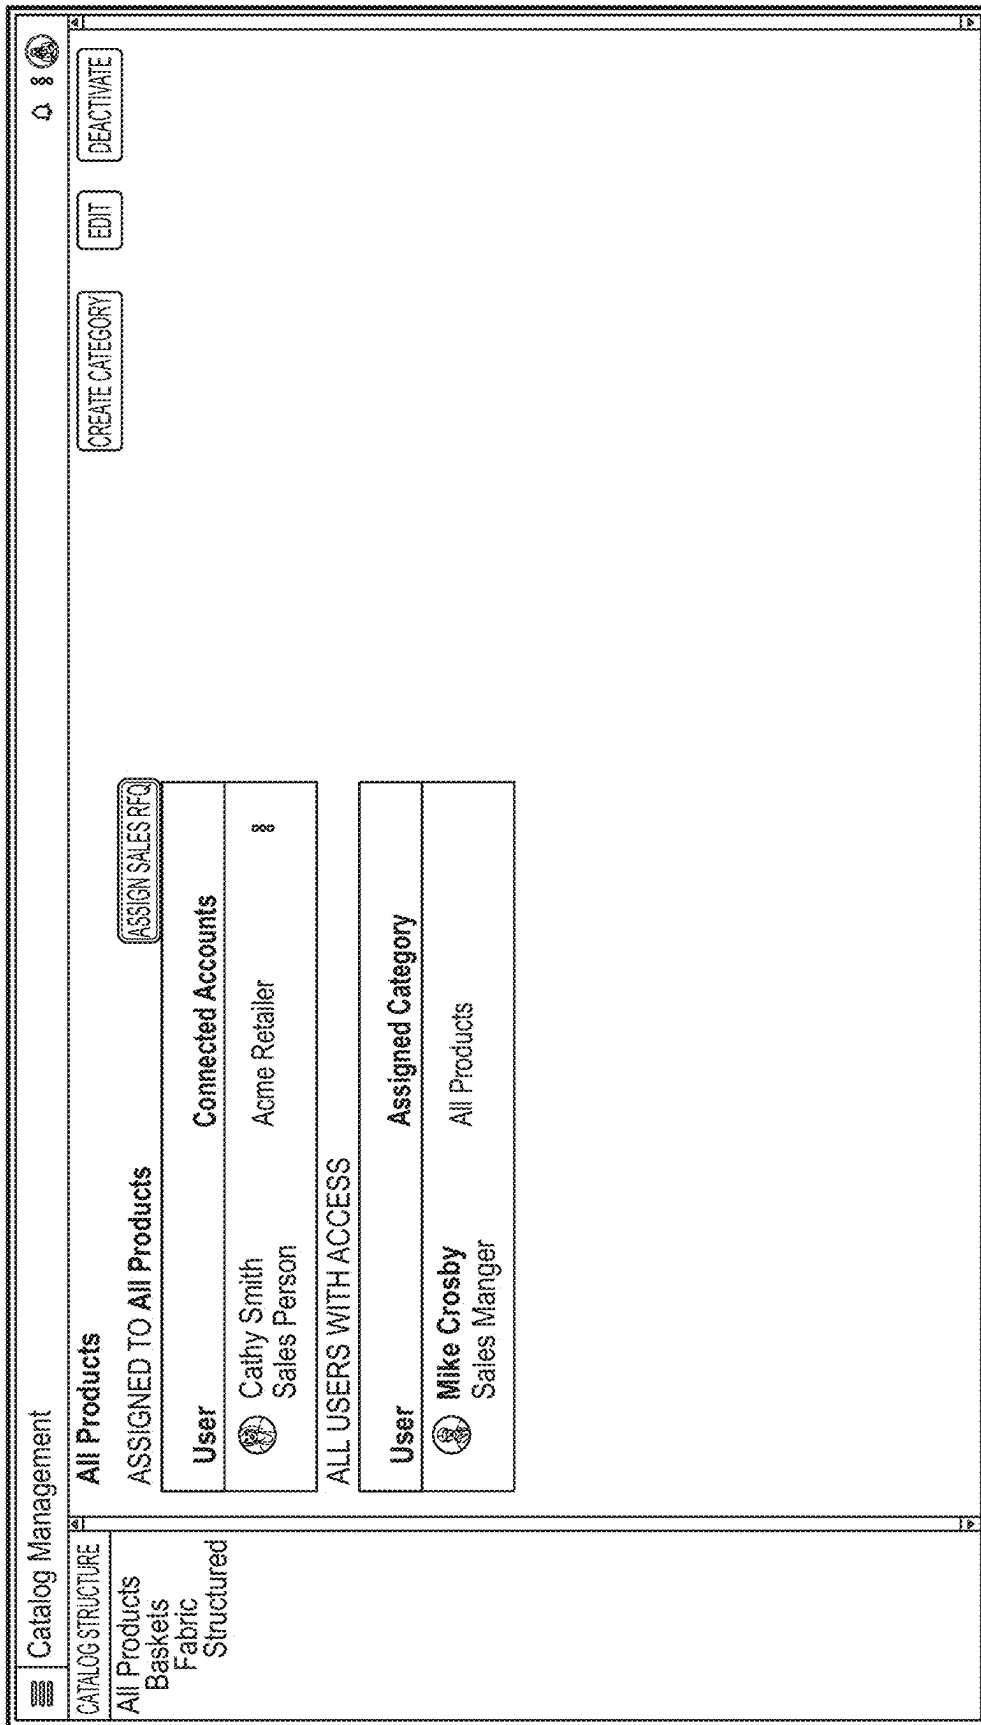 Catalog Management
CATALOG STRUCTURE
All Products
Baskets
Fabric
Structured
All Products
CREATE CATEGORY
EDIT
DEACTIVATE
ASSIGNED TO All Products
ASSIGN SALES RFQ
User Connected Accounts
Cathy Smith Acme Retailer
Sales Person
ALL USERS WITH ACCESS
User Assigned Category
Mike Crosby All Products
Sales Manger